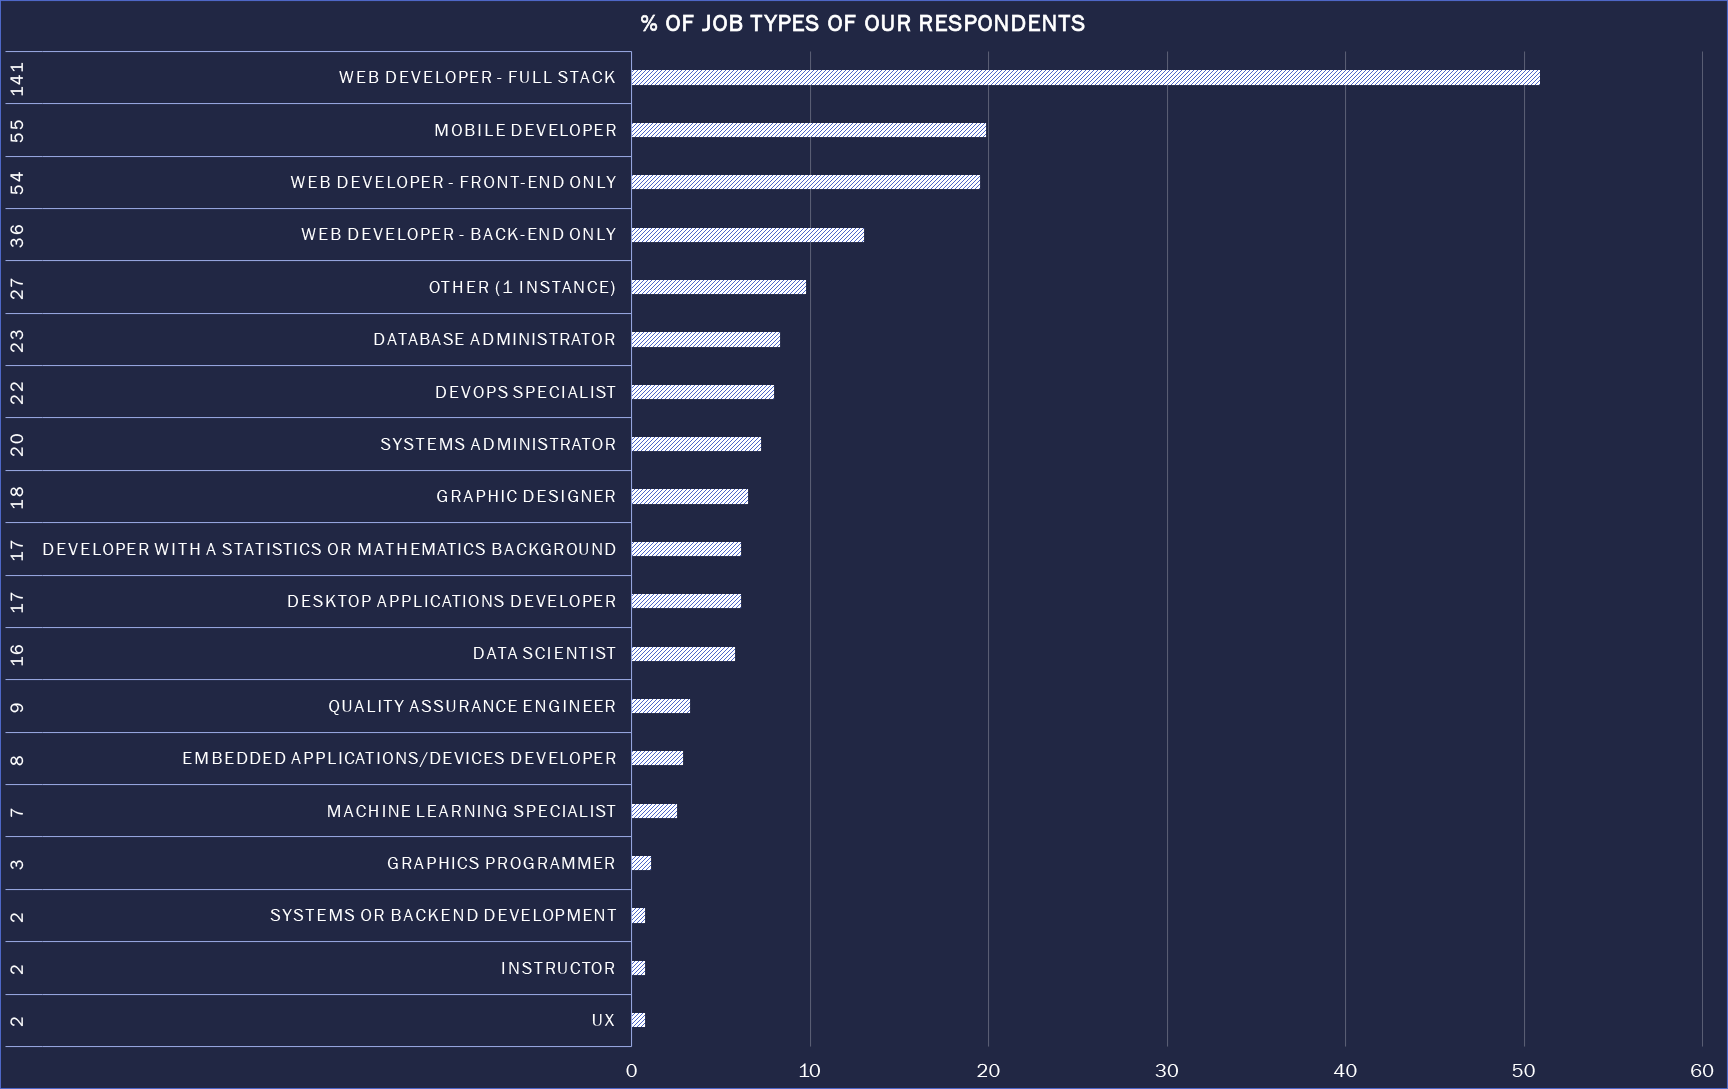 % OF JOB TYPES OF OUR RESPONDENTS
141 WEB DEVELOPER - FULL STACK
55 MOBILE DEVELOPER
54 WEB DEVELOPER - FRONT-END ONLY
36 WEB DEVELOPER - BACK-END ONLY
27 OTHER (1 INSTANCE)
23 DATABASE ADMINISTRATOR
22 DEVOPS SPECIALIST
20 SYSTEMS ADMINISTRATOR
18 GRAPHIC DESIGNER
17 DEVELOPER WITH A STATISTICS OR MATHEMATICS BACKGROUND
17 DESKTOP APPLICATIONS DEVELOPER
16 DATA SCIENTIST
9 QUALITY ASSURANCE ENGINEER
8 EMBEDDED APPLICATIONS/DEVICES DEVELOPER
7 MACHINE LEARNING SPECIALIST
3 GRAPHICS PROGRAMMER
2 SYSTEMS OR BACKEND DEVELOPMENT
2 INSTRUCTOR
2 UX
0 10 20 30 40 50 60